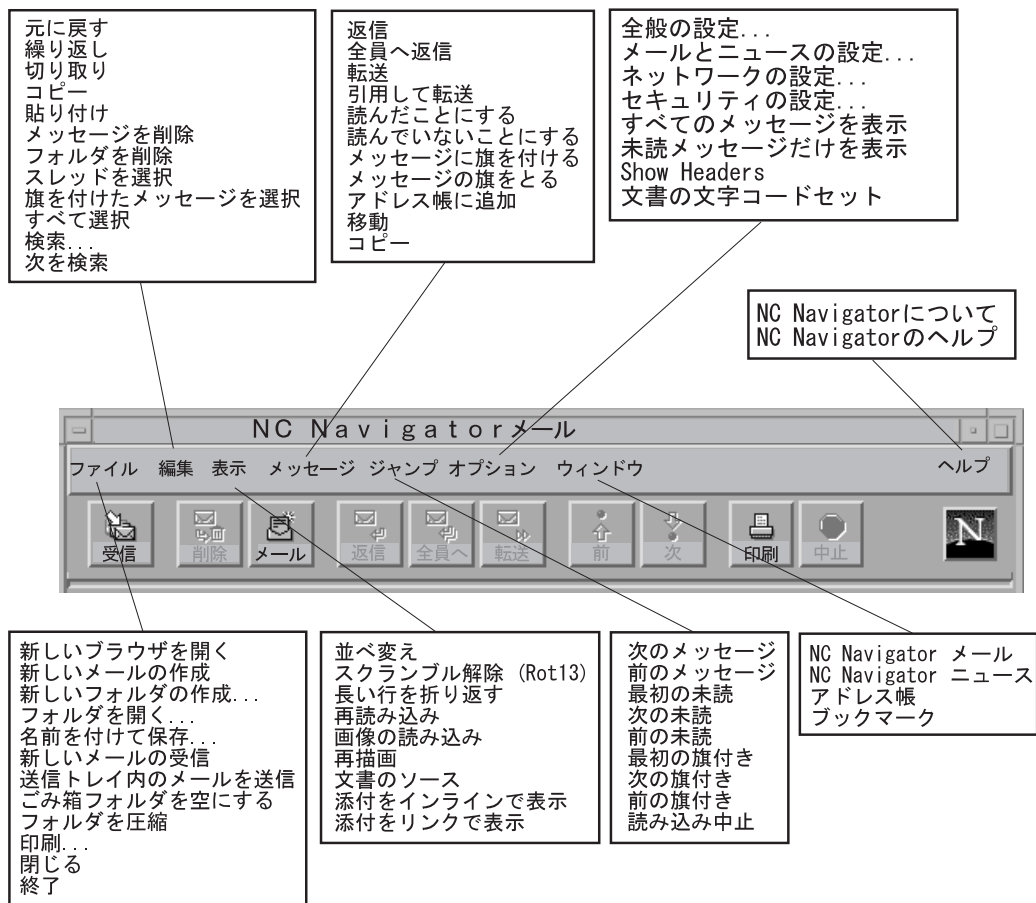 元に戻す
繰り返し
切り取り
コピー
貼り付け
メッセージを削除
フォルダを削除
スレッドを選択
旗を付けたメッセージを選択
すべて選択
検索...
次を検索
返信
全員へ返信
転送
引用して転送
読んだことにする
読んでいないことにする
メッセージに旗を付ける
メッセージの旗をとる
アドレス帳に追加
移動
コピー
全般の設定...
メールとニュースの設定...
ネットワークの設定...
セキュリティの設定...
すべてのメッセージを表示
未読メッセージだけを表示
Show Headers
文書の文字コードセット
NC Navigatorについて
NC Navigatorのヘルプ
NC Navigatorメール
ファイル 編集 表示 メッセージ ジャンプ オプション ウィンドウ ヘルプ
受信 削除 メール 返信 全員へ 転送 前 次 印刷 中止 N
新しいブラウザを開く
新しいメールの作成
新しいフォルダの作成...
フォルダを開く...
名前を付けて保存...
新しいメールの受信
送信トレイ内のメールを送信
ごみ箱フォルダを空にする
フォルダを圧縮
印刷...
閉じる
終了
並べ変え
スクランブル解除 (Rot13)
長い行を折り返す
再読み込み
画像の読み込み
再描画
文書のソース
添付をインラインで表示
添付をリンクで表示
次のメッセージ
前のメッセージ
最初の未読
次の未読
前の未読
最初の旗付き
次の旗付き
前の旗付き
読み込み中止
NC Navigator メール
NC Navigator ニュース
アドレス帳
ブックマーク